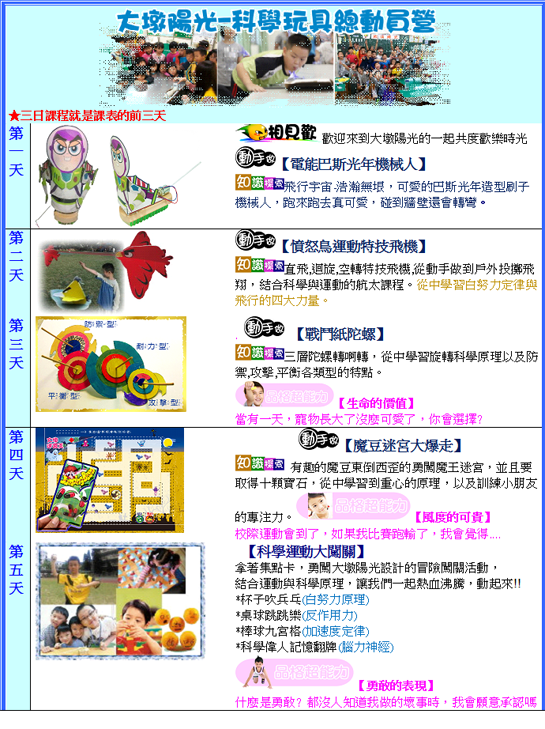 大墩陽光-科學玩具總動員營
★三日課程就是課表的前三天
第一天
相見歡 歡迎來到大墩陽光的一起共度歡樂時光
動手做【電能巴斯光年機械人】
知識燦索飛行宇宙.浩瀚無垠，可愛的巴斯光年造型刷子
機械人，跑來跑去真可愛，碰到牆壁還會轉彎。
第二天
動手做【憤怒鳥運動特技飛機】
知識燦索直飛,迴旋,空轉特技飛機,從動手做到戶外投擲飛
翔，結合科學與運動的航太課程。從中學習白努力定律與
飛行的四大力量。
第三天
防禦型
耐力型
平衡型
攻擊型
動手做【戰鬥紙陀螺】
知識燦索三層陀螺轉啊轉，從中學習旋轉科學原理以及防
禦,攻擊,平衡各類型的特點。
品格超能力【生命的價值】
當有一天，寵物長大了沒麼可愛了，你會選擇?
第四天
動手做【魔豆迷宮大爆走】
知識燦索 有趣的魔豆東倒西歪的勇闖魔王迷宮，並且要
取得十顆寶石，從中學習到重心的原理，以及訓練小朋友
的專注力。品格超能力【風度的可貴】
校際運動會到了，如果我比賽跑輸了，我會覺得....
第五天
【科學運動大闖關】
拿著集點卡，勇闖大墩陽光設計的冒險闖關活動，
結合運動與科學原理，讓我們一起熱血沸騰，動起來!!
*杯子吹乒乓(白努力原理)
*桌球跳跳樂(反作用力)
*棒球九宮格(加速度定律)
*科學偉人記憶翻牌(腦力神經)
品格超能力【勇敢的表現】
什麼是勇敢? 都沒人知道我做的壞事時，我會願意承認嗎